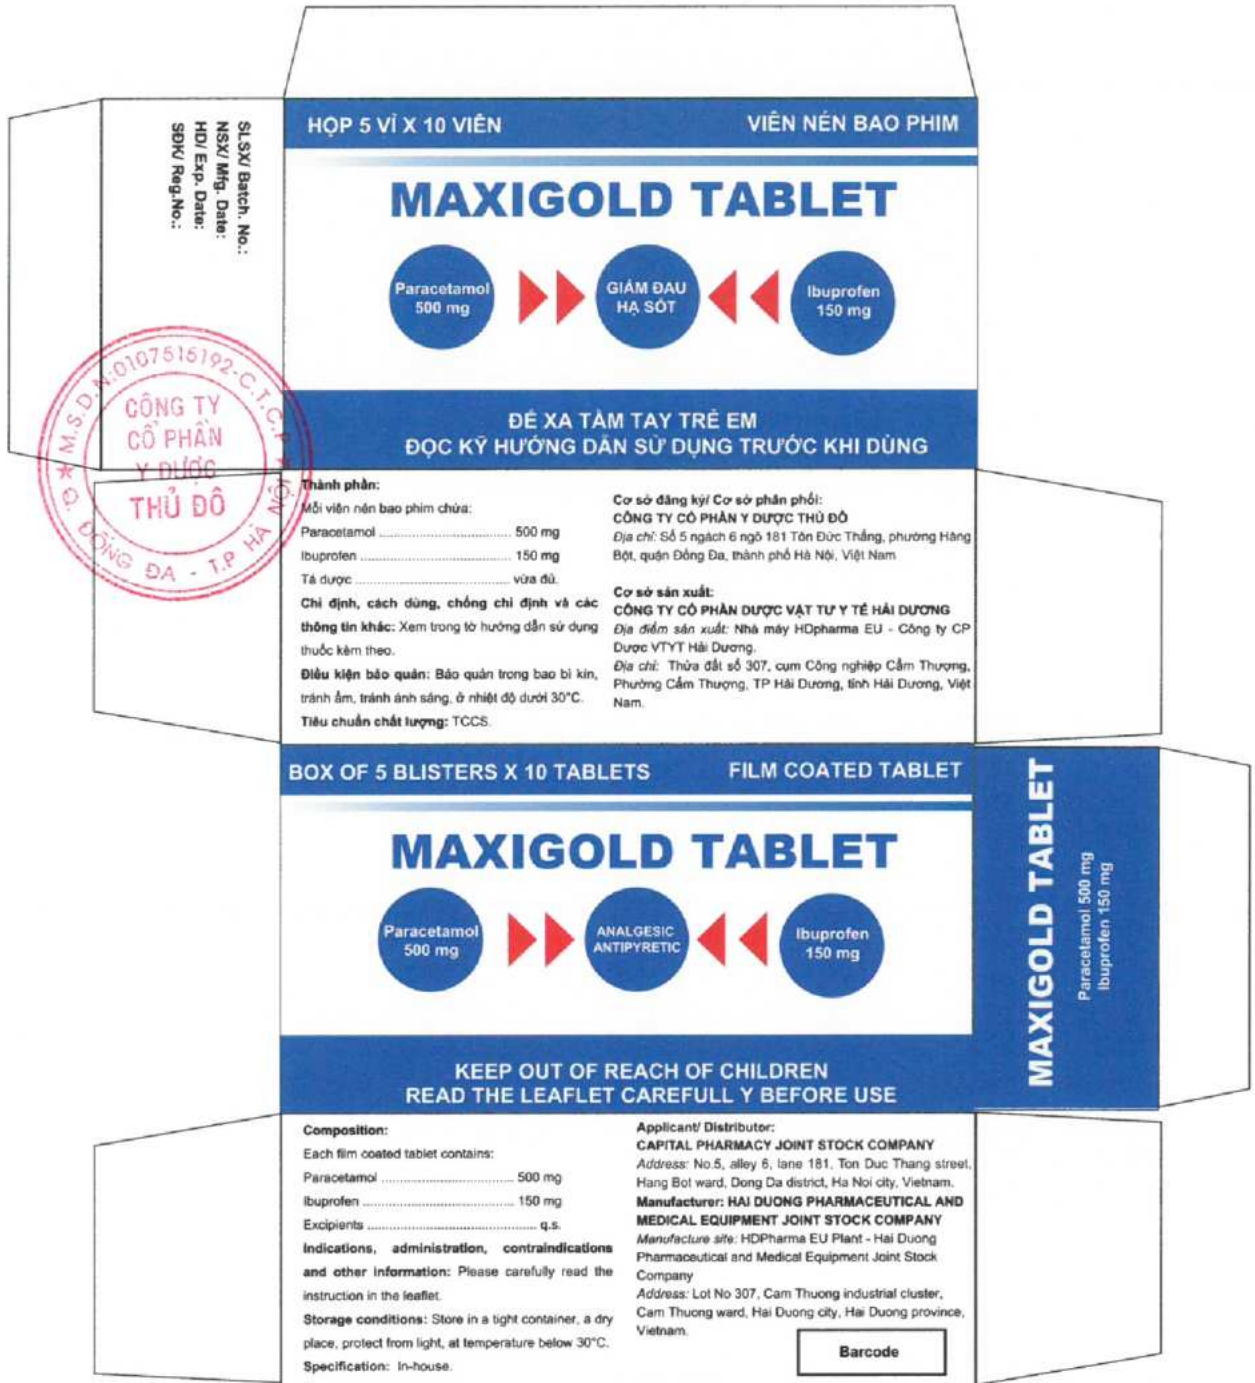 SLSX/ Batch. No.:
NSX/ Mfg. Date:
HD/ Exp. Date:
SĐK/ Reg.No.:
HỘP 5 VỈ X 10 VIÊN
VIÊN NÉN BAO PHIM
MAXIGOLD TABLET
Paracetamol
500 mg
GIẢM ĐAU
HẠ SỐT
Ibuprofen
150 mg
ĐỂ XA TẦM TAY TRẺ EM
ĐỌC KỸ HƯỚNG DẪN SỬ DỤNG TRƯỚC KHI DÙNG
M.S.D.N:0107515192-C.T.C.P
CÔNG TY
CỔ PHẦN
Y DƯỢC
THỦ ĐÔ
Q. ĐỐNG ĐA - T.P HÀ NỘI
Thành phần:
Mỗi viên nén bao phim chứa:
Paracetamol ................................ 500 mg
Ibuprofen ..................................... 150 mg
Tá dược ..................................... vừa đủ.
Chỉ định, cách dùng, chống chỉ định và các
thông tin khác: Xem trong tờ hướng dẫn sử dụng
thuốc kèm theo.
Điều kiện bảo quản: Bảo quản trong bao bì kín,
tránh ẩm, tránh ánh sáng, ở nhiệt độ dưới 30°C.
Tiêu chuẩn chất lượng: TCCS.
Cơ sở đăng ký/ Cơ sở phân phối:
CÔNG TY CỔ PHẦN Y DƯỢC THỦ ĐÔ
Địa chỉ: Số 5 ngách 6 ngõ 181 Tôn Đức Thắng, phường Hàng
Bột, quận Đống Đa, thành phố Hà Nội, Việt Nam
Cơ sở sản xuất:
CÔNG TY CỔ PHẦN DƯỢC VẬT TƯ Y TẾ HẢI DƯƠNG
Địa điểm sản xuất: Nhà máy HDpharma EU - Công ty CP
Dược VTYT Hải Dương.
Địa chỉ: Thửa đất số 307, cụm Công nghiệp Cẩm Thượng,
Phường Cẩm Thượng, TP Hải Dương, tỉnh Hải Dương, Việt
Nam.
BOX OF 5 BLISTERS X 10 TABLETS
FILM COATED TABLET
MAXIGOLD TABLET
Paracetamol
500 mg
ANALGESIC
ANTIPYRETIC
Ibuprofen
150 mg
KEEP OUT OF REACH OF CHILDREN
READ THE LEAFLET CAREFULL Y BEFORE USE
MAXIGOLD TABLET
Paracetamol 500 mg
Ibuprofen 150 mg
Composition:
Each film coated tablet contains:
Paracetamol ................................ 500 mg
Ibuprofen ..................................... 150 mg
Excipients ......................................... q.s.
Indications, administration, contraindications
and other information: Please carefully read the
instruction in the leaflet.
Storage conditions: Store in a tight container, a dry
place, protect from light, at temperature below 30°C.
Specification: In-house.
Applicant/ Distributor:
CAPITAL PHARMACY JOINT STOCK COMPANY
Address: No.5, alley 6, lane 181, Ton Duc Thang street,
Hang Bot ward, Dong Da district, Ha Noi city, Vietnam.
Manufacturer: HAI DUONG PHARMACEUTICAL AND
MEDICAL EQUIPMENT JOINT STOCK COMPANY
Manufacture site: HDPharma EU Plant - Hai Duong
Pharmaceutical and Medical Equipment Joint Stock
Company
Address: Lot No 307, Cam Thuong industrial cluster,
Cam Thuong ward, Hai Duong city, Hai Duong province,
Vietnam.
Barcode